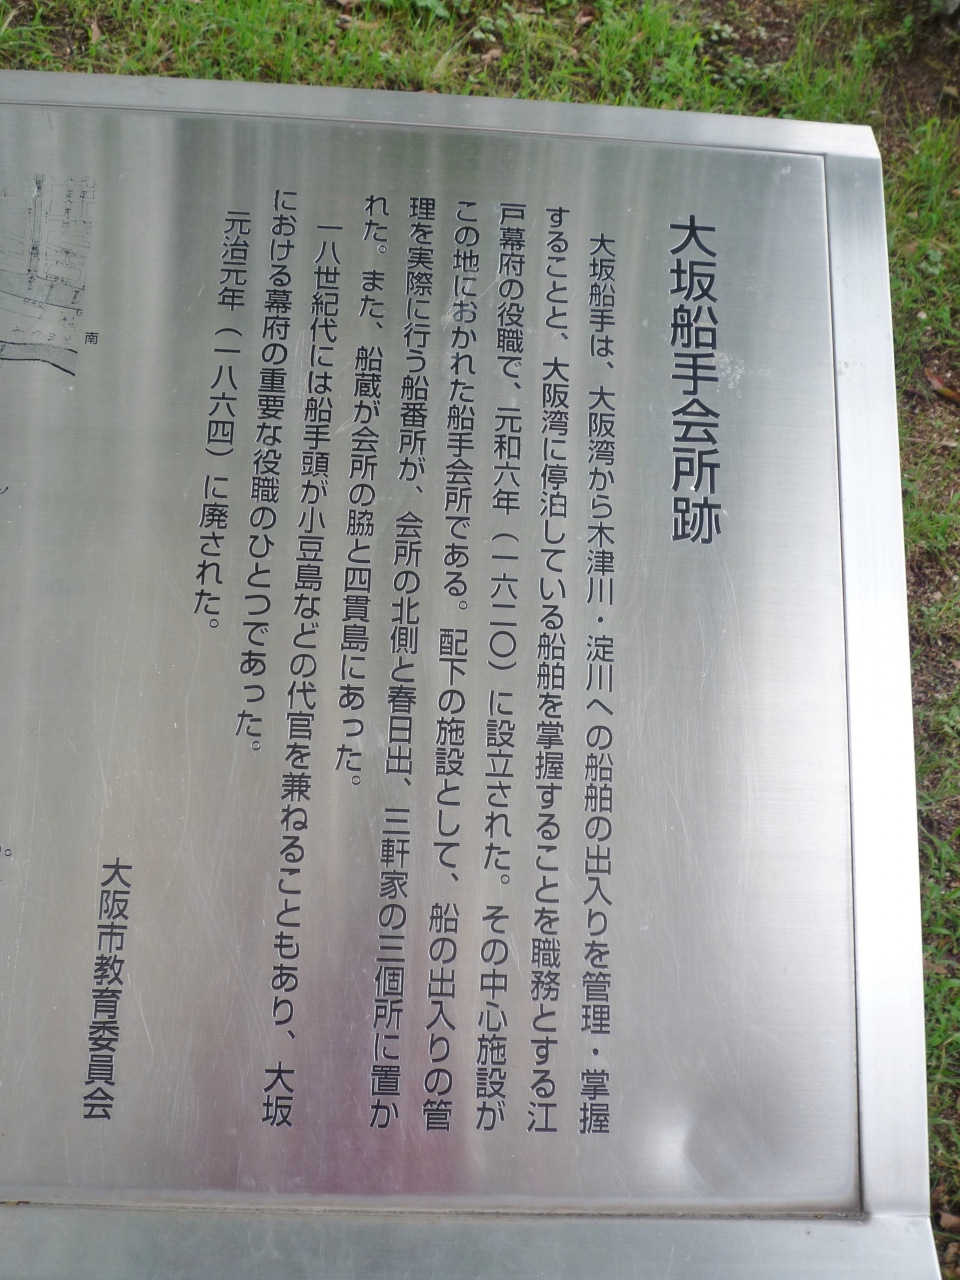 大坂船手会所跡
大坂船手は、大阪湾から木津川・淀川への船舶の出入りを管理・掌握
することと、大阪湾に停泊している船舶を掌握することを職務とする江
戸幕府の役職で、元和六年（一六二〇）に設立された。その中心施設が
この地におかれた船手会所である。配下の施設として、船の出入りの管
理を実際に行う船番所が、会所の北側と春日出、三軒家の三個所に置か
れた。また、船蔵が会所の脇と四貫島にあった。
一八世紀代には船手頭が小豆島などの代官を兼ねることもあり、大坂
における幕府の重要な役職のひとつであった。
元治元年（一八六四）に廃された。
大阪市教育委員会
南